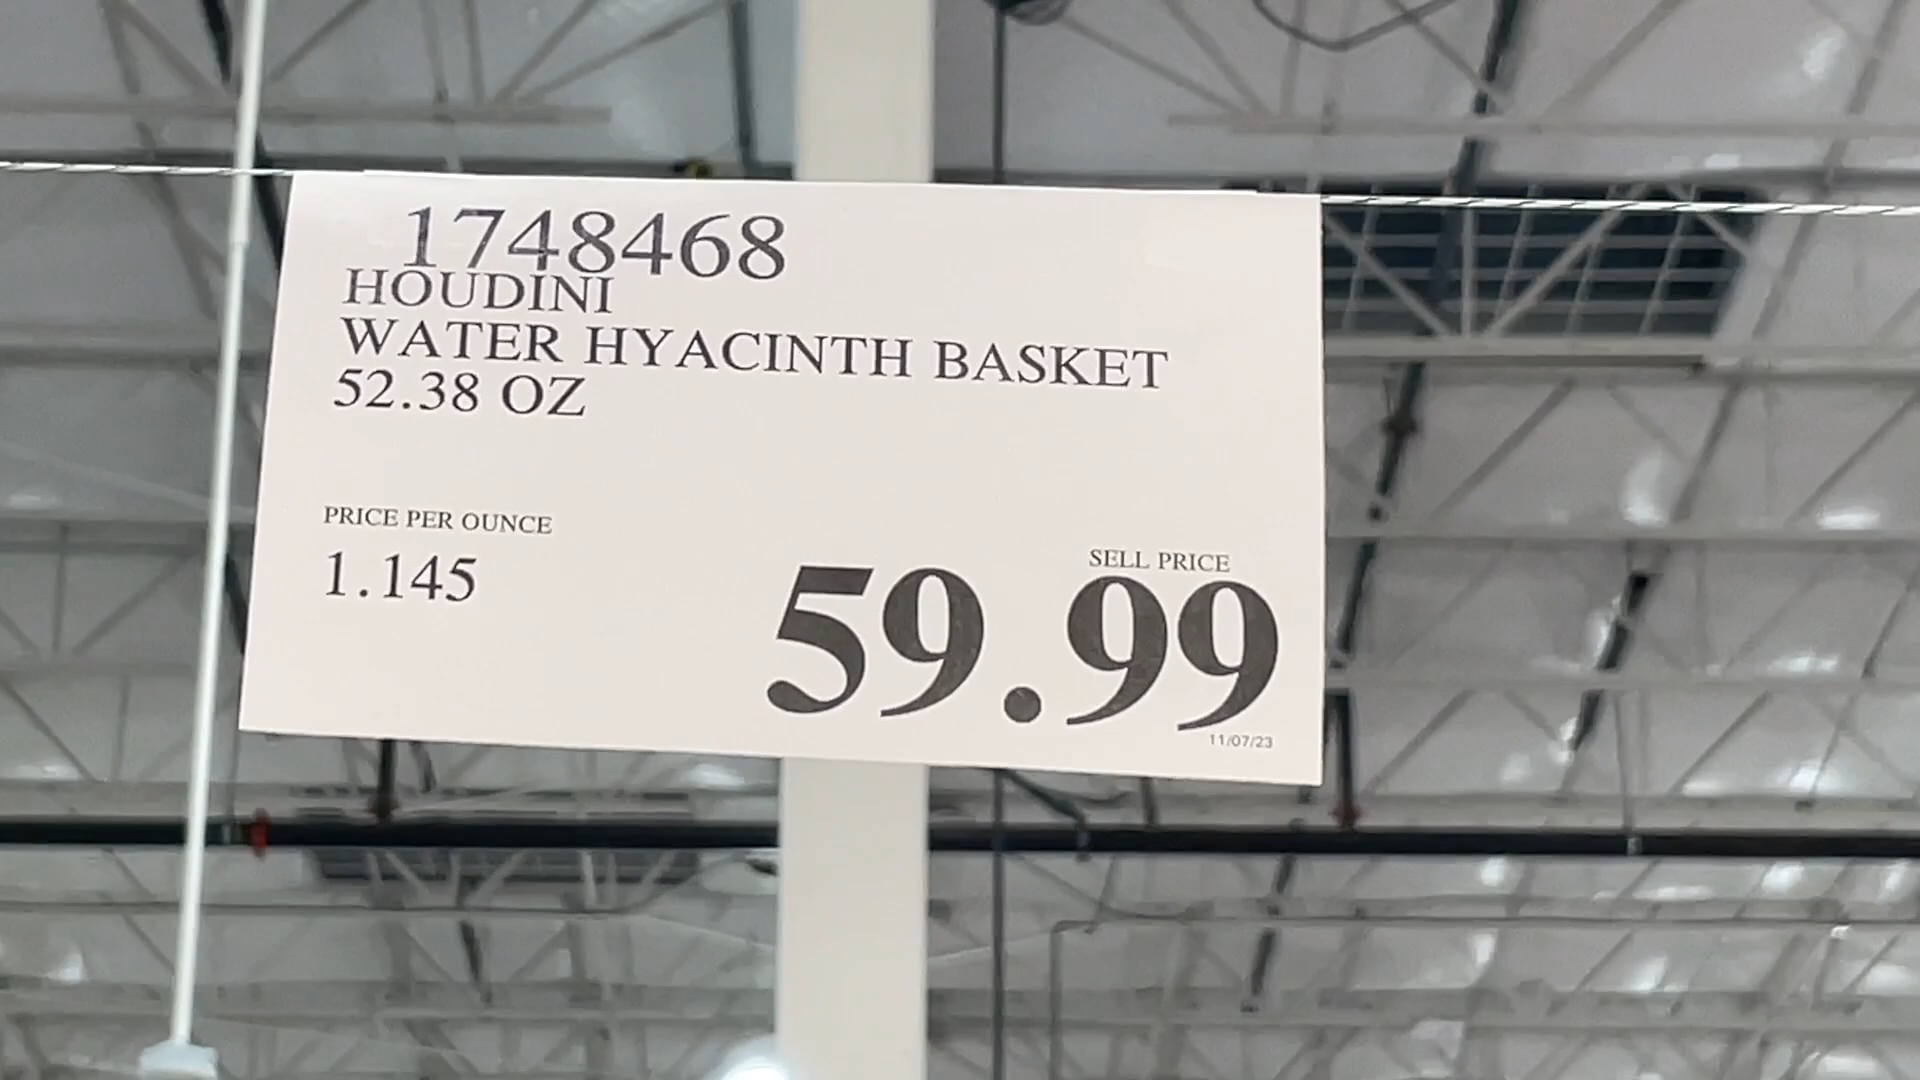 1748468
HOUDINI
WATER HYACINTH BASKET
52.38 OZ
PRICE PER OUNCE
1.145
SELL PRICE
59.99
11/07/23